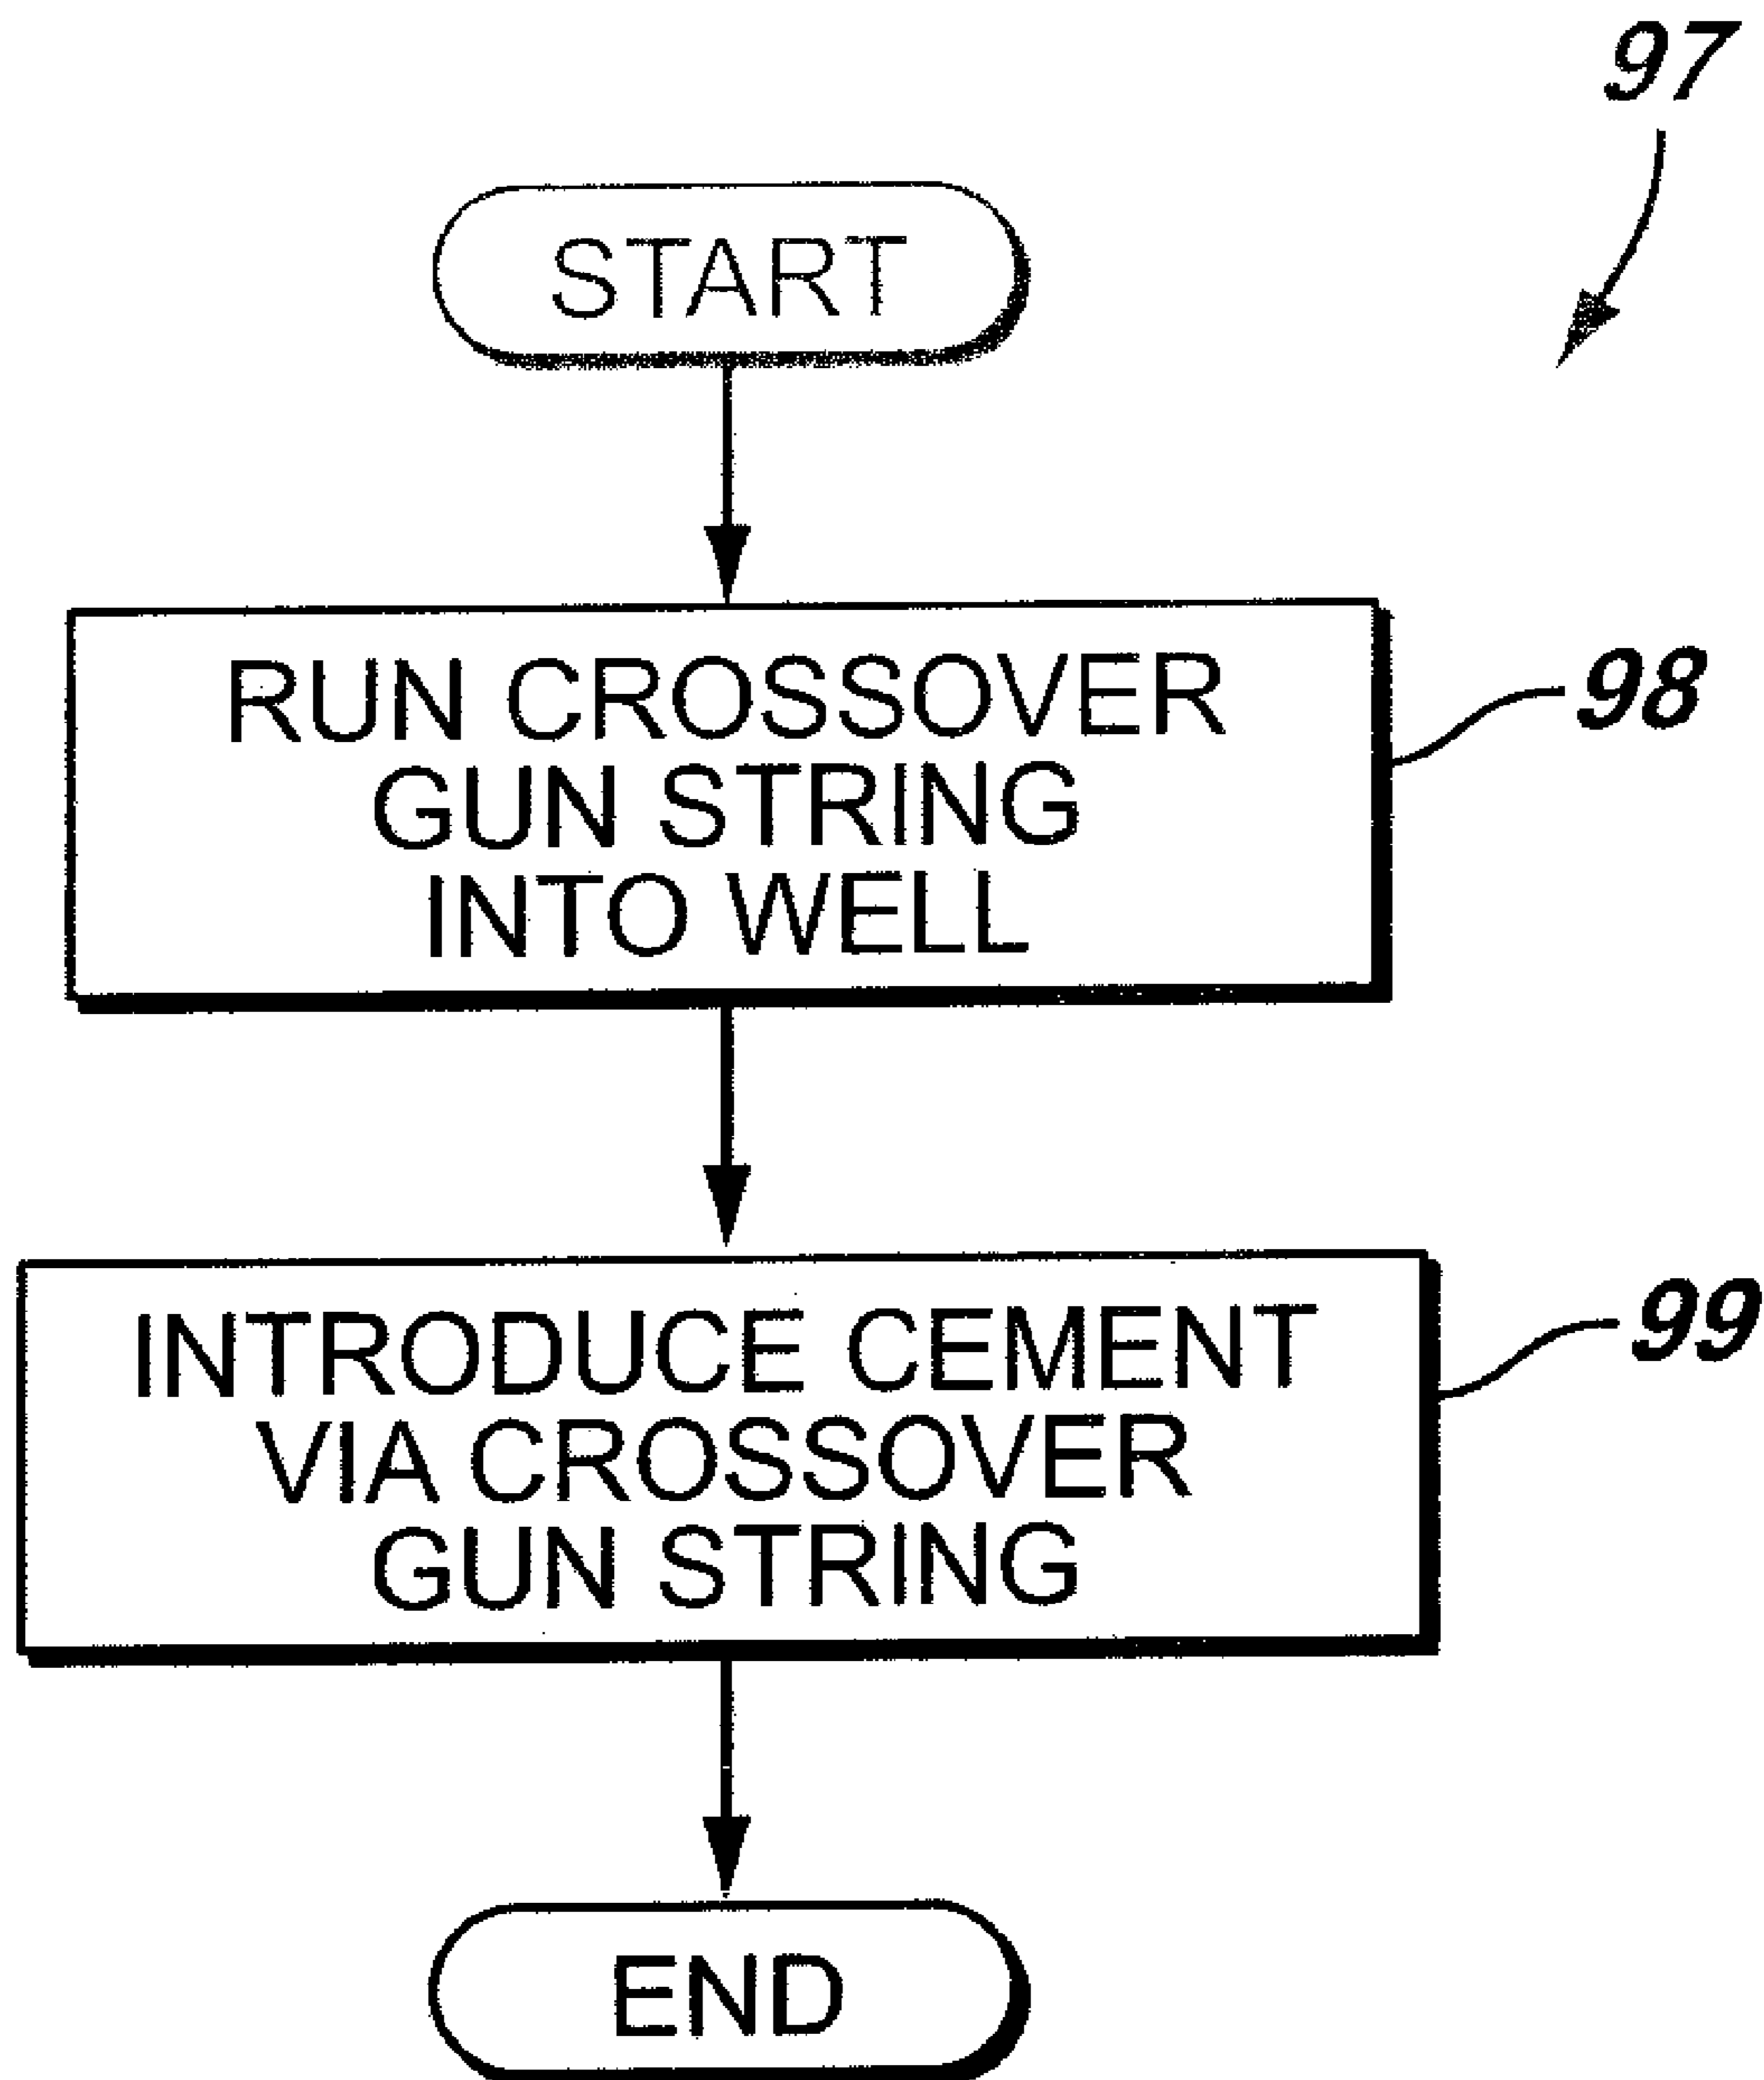 97
START
RUN CROSSOVER
GUN STRING
INTO WELL
98
INTRODUCE CEMENT
VIA CROSSOVER
GUN STRING
99
END